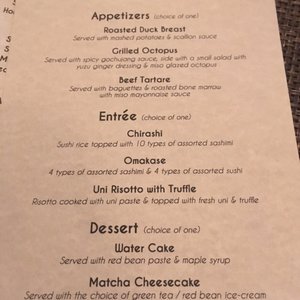 Appetizers (choice of one)
Roasted Duck Breast
Served with mashed potatoes & scallion sauce
Grilled Octopus
Served with spicy gochujang sauce, side with a small salad with
yuzu ginger dressing & miso glazed octopus
Beef Tartare
Served with baguettes & roasted bone marrow
with miso mayonnaise sauce
Entrée (choice of one)
Chirashi
Sushi rice topped with 10 types of assorted sashimi
Omakase
4 types of assorted sashimi & 4 types of assorted sushi
Uni Risotto with Truffle
Risotto cooked with uni paste & topped with fresh uni & truffle
Dessert (choice of one)
Water Cake
Served with red bean paste & maple syrup
Matcha Cheesecake
Served with the choice of green tea / red bean ice-cream